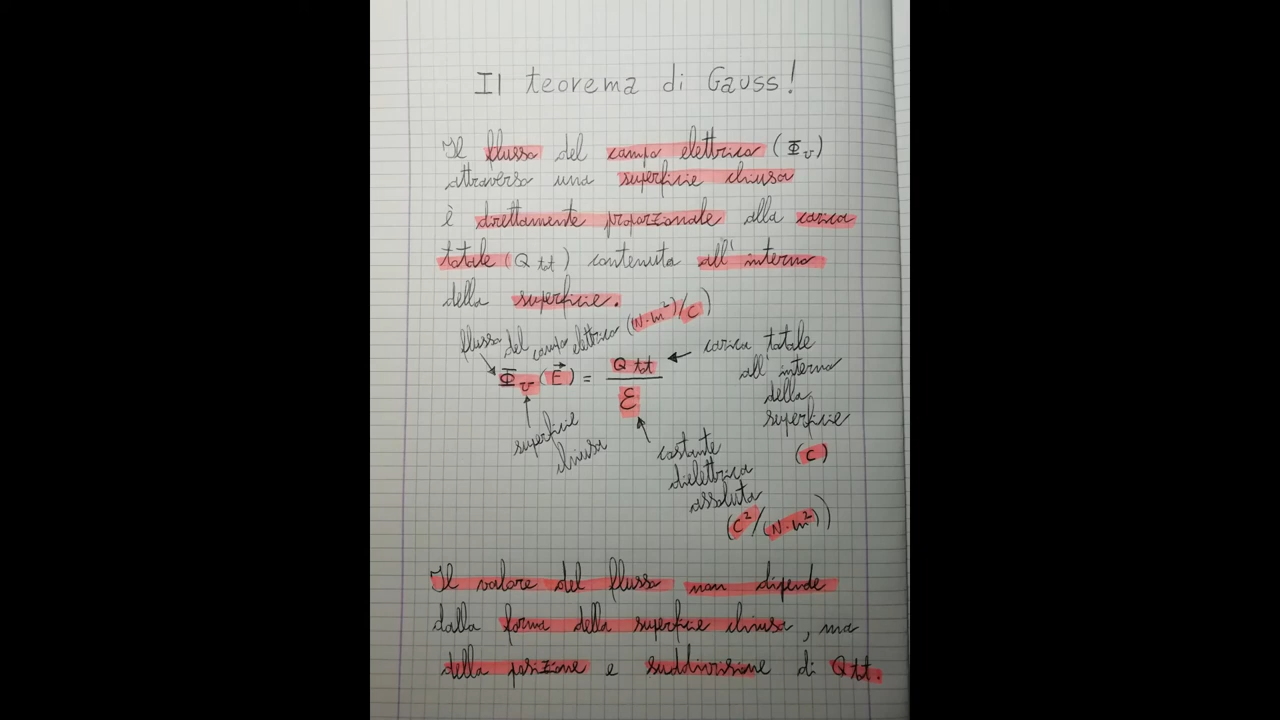 Il teorema di Gauss!
Il flusso del campo elettrico (Φv)
attraverso una superficie chiusa
è direttamente proporzionale alla carica
totale (Q tot) contenuta all'interno
della superficie.
flusso del campo elettrico (N·m²)/C)
Φv (E⃗) = Q tot / ε
carica totale
all'interno
della
superficie
(C)
superficie
chiusa
costante
dielettrica
assoluta
(C²/(N·m²))
Il valore del flusso non dipende
dalla forma della superficie chiusa, ma
della posizione e suddivisione di Q tot.